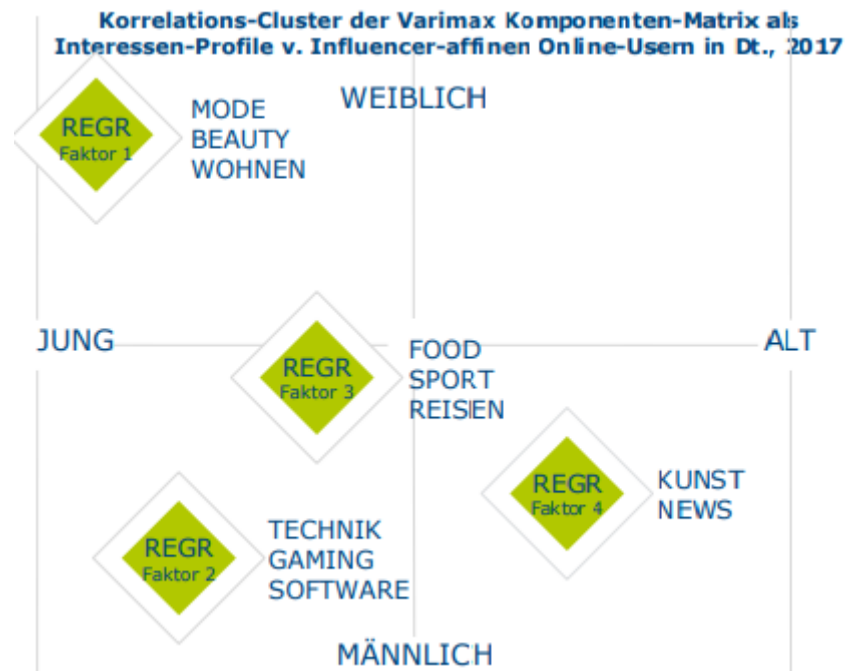 Korrelations-Cluster der Varimax Komponenten-Matrix als
Interessen-Profile v. Influencer-affinen Online-Usern in Dt., 2017
WEIBLICH
REGR
Faktor 1
MODE
BEAUTY
WOHNEN
JUNG
ALT
REGR
Faktor 3
FOOD
SPORT
REISIEN
REGR
Faktor 4
KUNST
NEWS
REGR
Faktor 2
TECHNIK
GAMING
SOFTWARE
MÄNNLICH